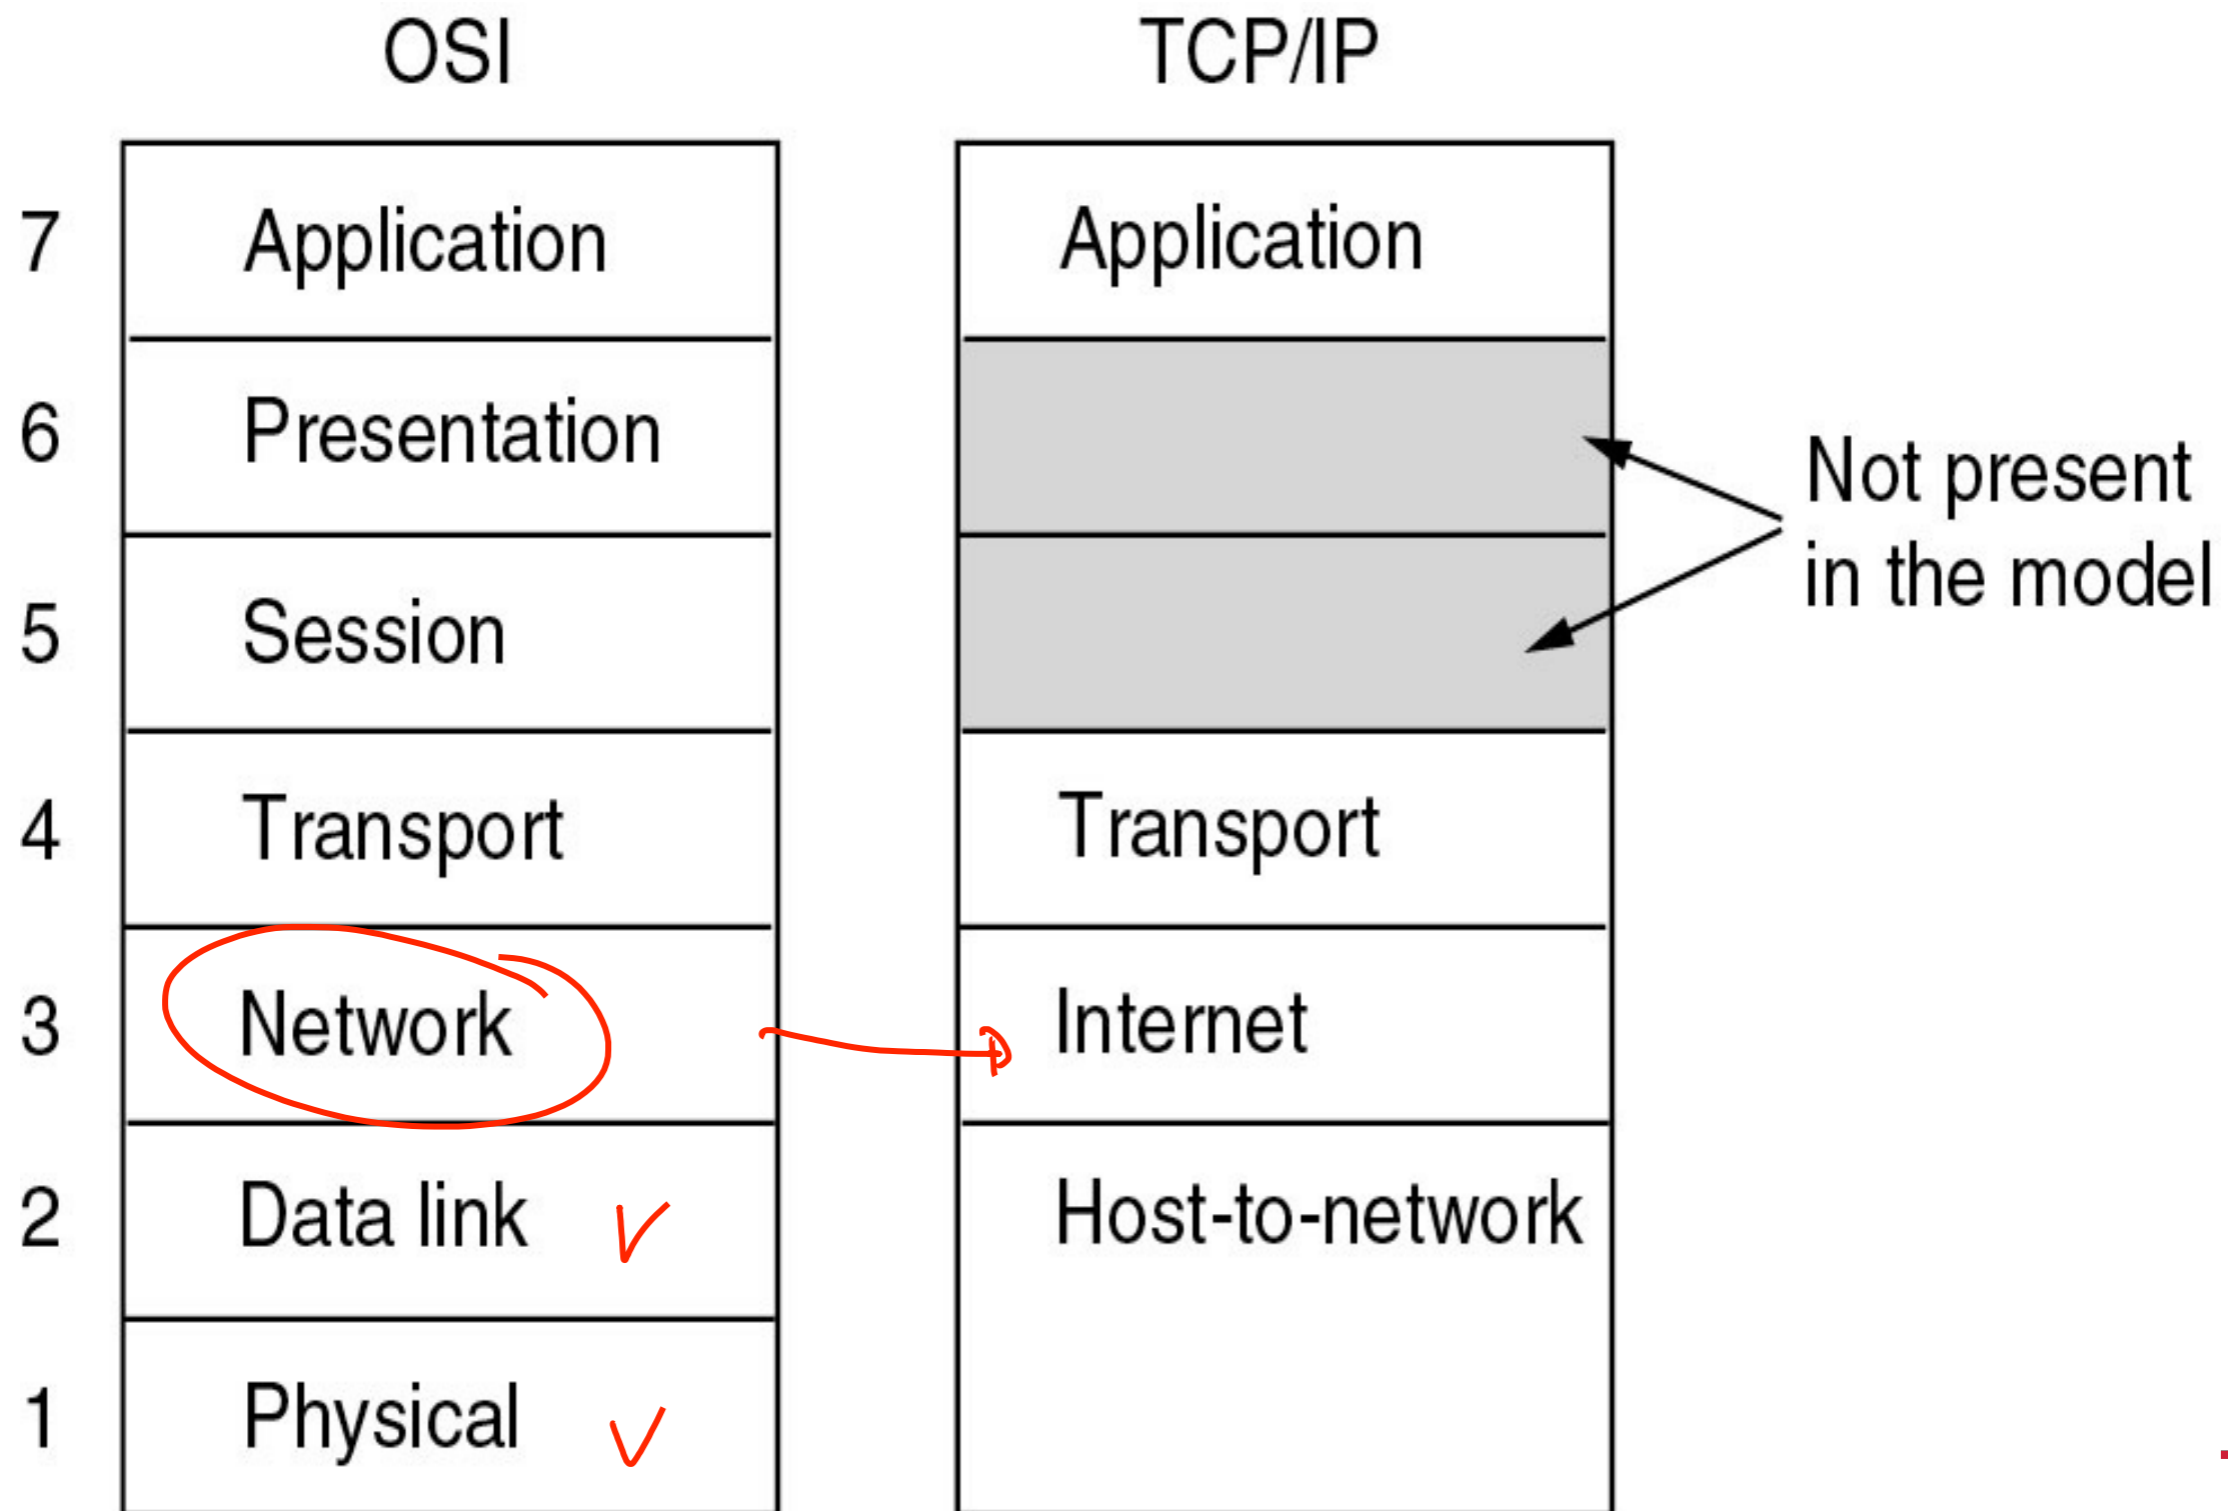 OSI
TCP/IP
7 Application Application
6 Presentation
Not present
in the model
5 Session
4 Transport Transport
3 Network Internet
2 Data link Host-to-network
1 Physical